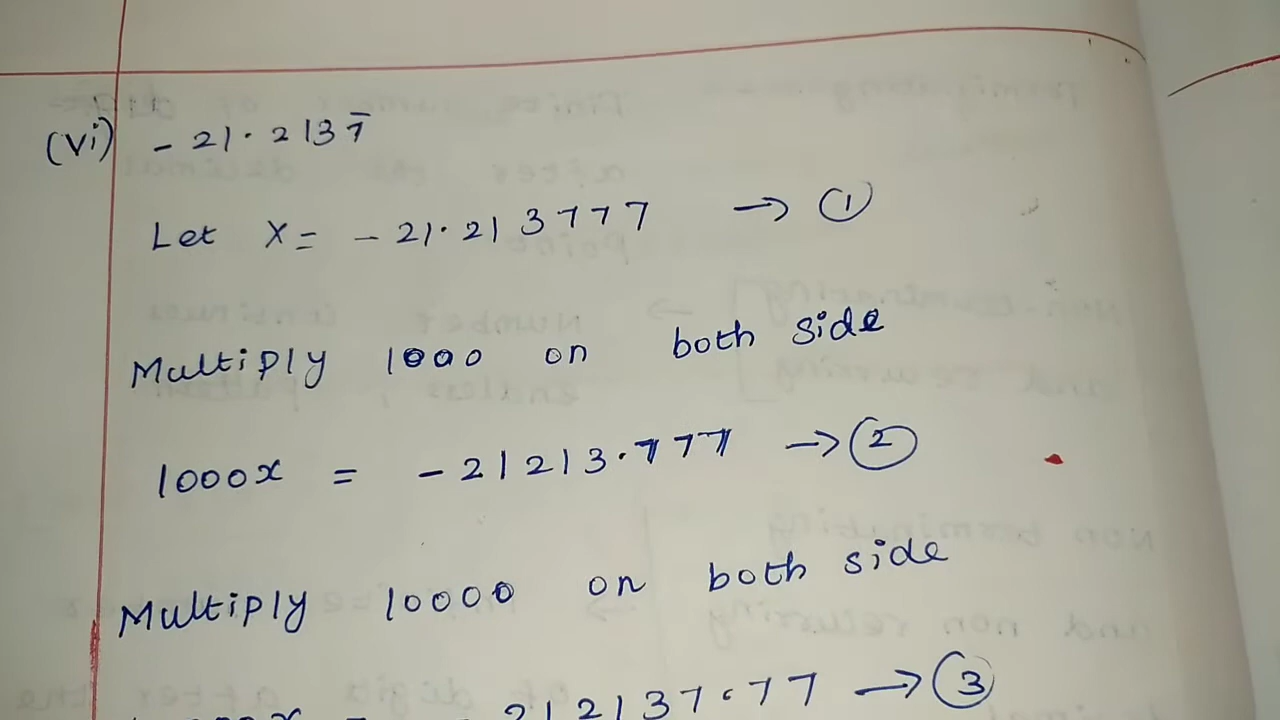 (vi) - 21.2137̅
Let x = - 21.213777 → ①
Multiply 1000 on both side
1000x = - 21213.777 → ②
Multiply 10000 on both side
212137.77 → ③